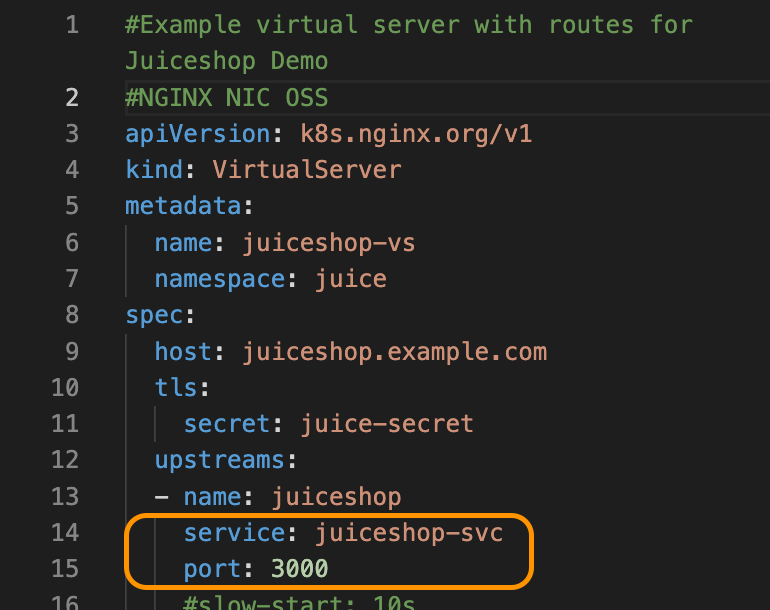 1 #Example virtual server with routes for
Juiceshop Demo
2 #NGINX NIC OSS
3 apiVersion: k8s.nginx.org/v1
4 kind: VirtualServer
5 metadata:
6 name: juiceshop-vs
7 namespace: juice
8 spec:
9 host: juiceshop.example.com
10 tls:
11 secret: juice-secret
12 upstreams:
13 - name: juiceshop
14 service: juiceshop-svc
15 port: 3000
16 #slow-start: 10s